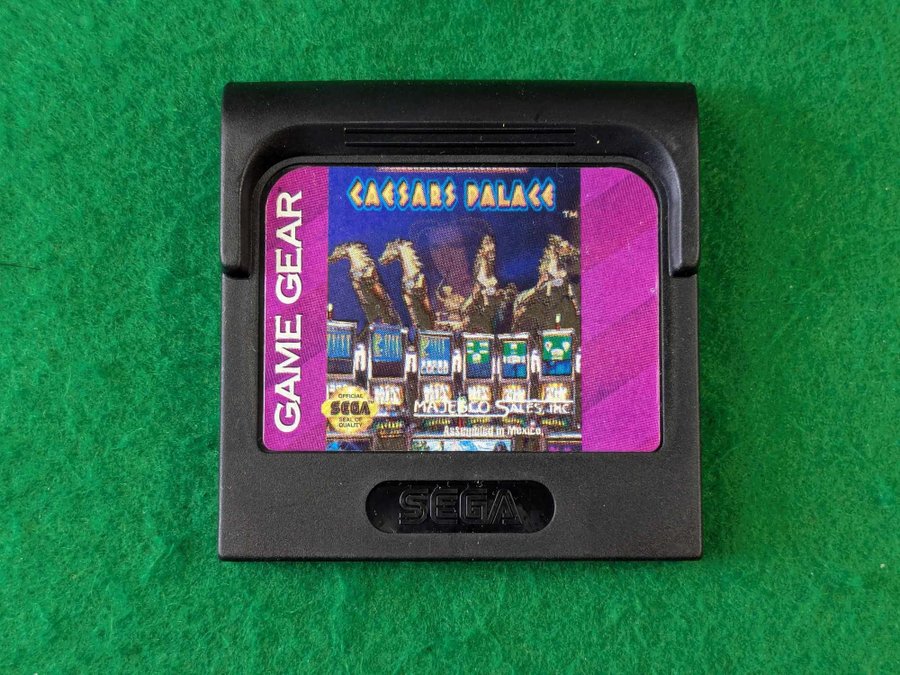 CAESARS PALACE
TM
GAME GEAR
OFFICIAL
SEGA
SEAL OF
QUALITY
MAJESCO SALES, INC.
Assembled in Mexico
SEGA